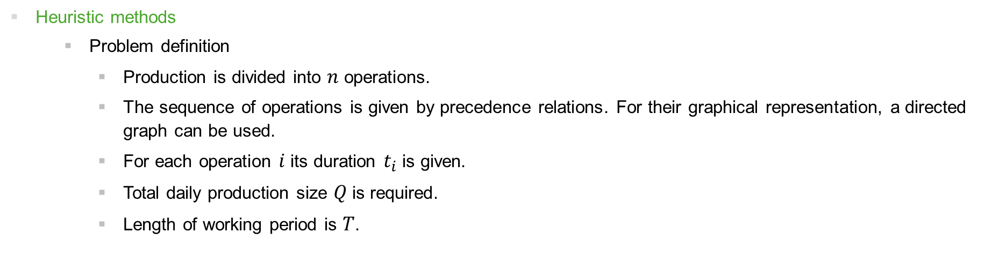 Heuristic methods
Problem definition
Production is divided into n operations.
The sequence of operations is given by precedence relations. For their graphical representation, a directed
graph can be used.
For each operation i its duration tᵢ is given.
Total daily production size Q is required.
Length of working period is T.